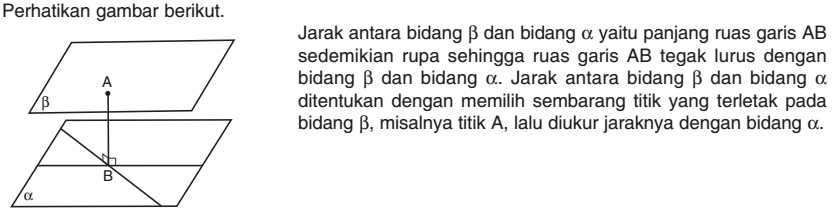 Perhatikan gambar berikut.
A
β
B
α
Jarak antara bidang β dan bidang α yaitu panjang ruas garis AB
sedemikian rupa sehingga ruas garis AB tegak lurus dengan
bidang β dan bidang α. Jarak antara bidang β dan bidang α
ditentukan dengan memilih sembarang titik yang terletak pada
bidang β, misalnya titik A, lalu diukur jaraknya dengan bidang α.